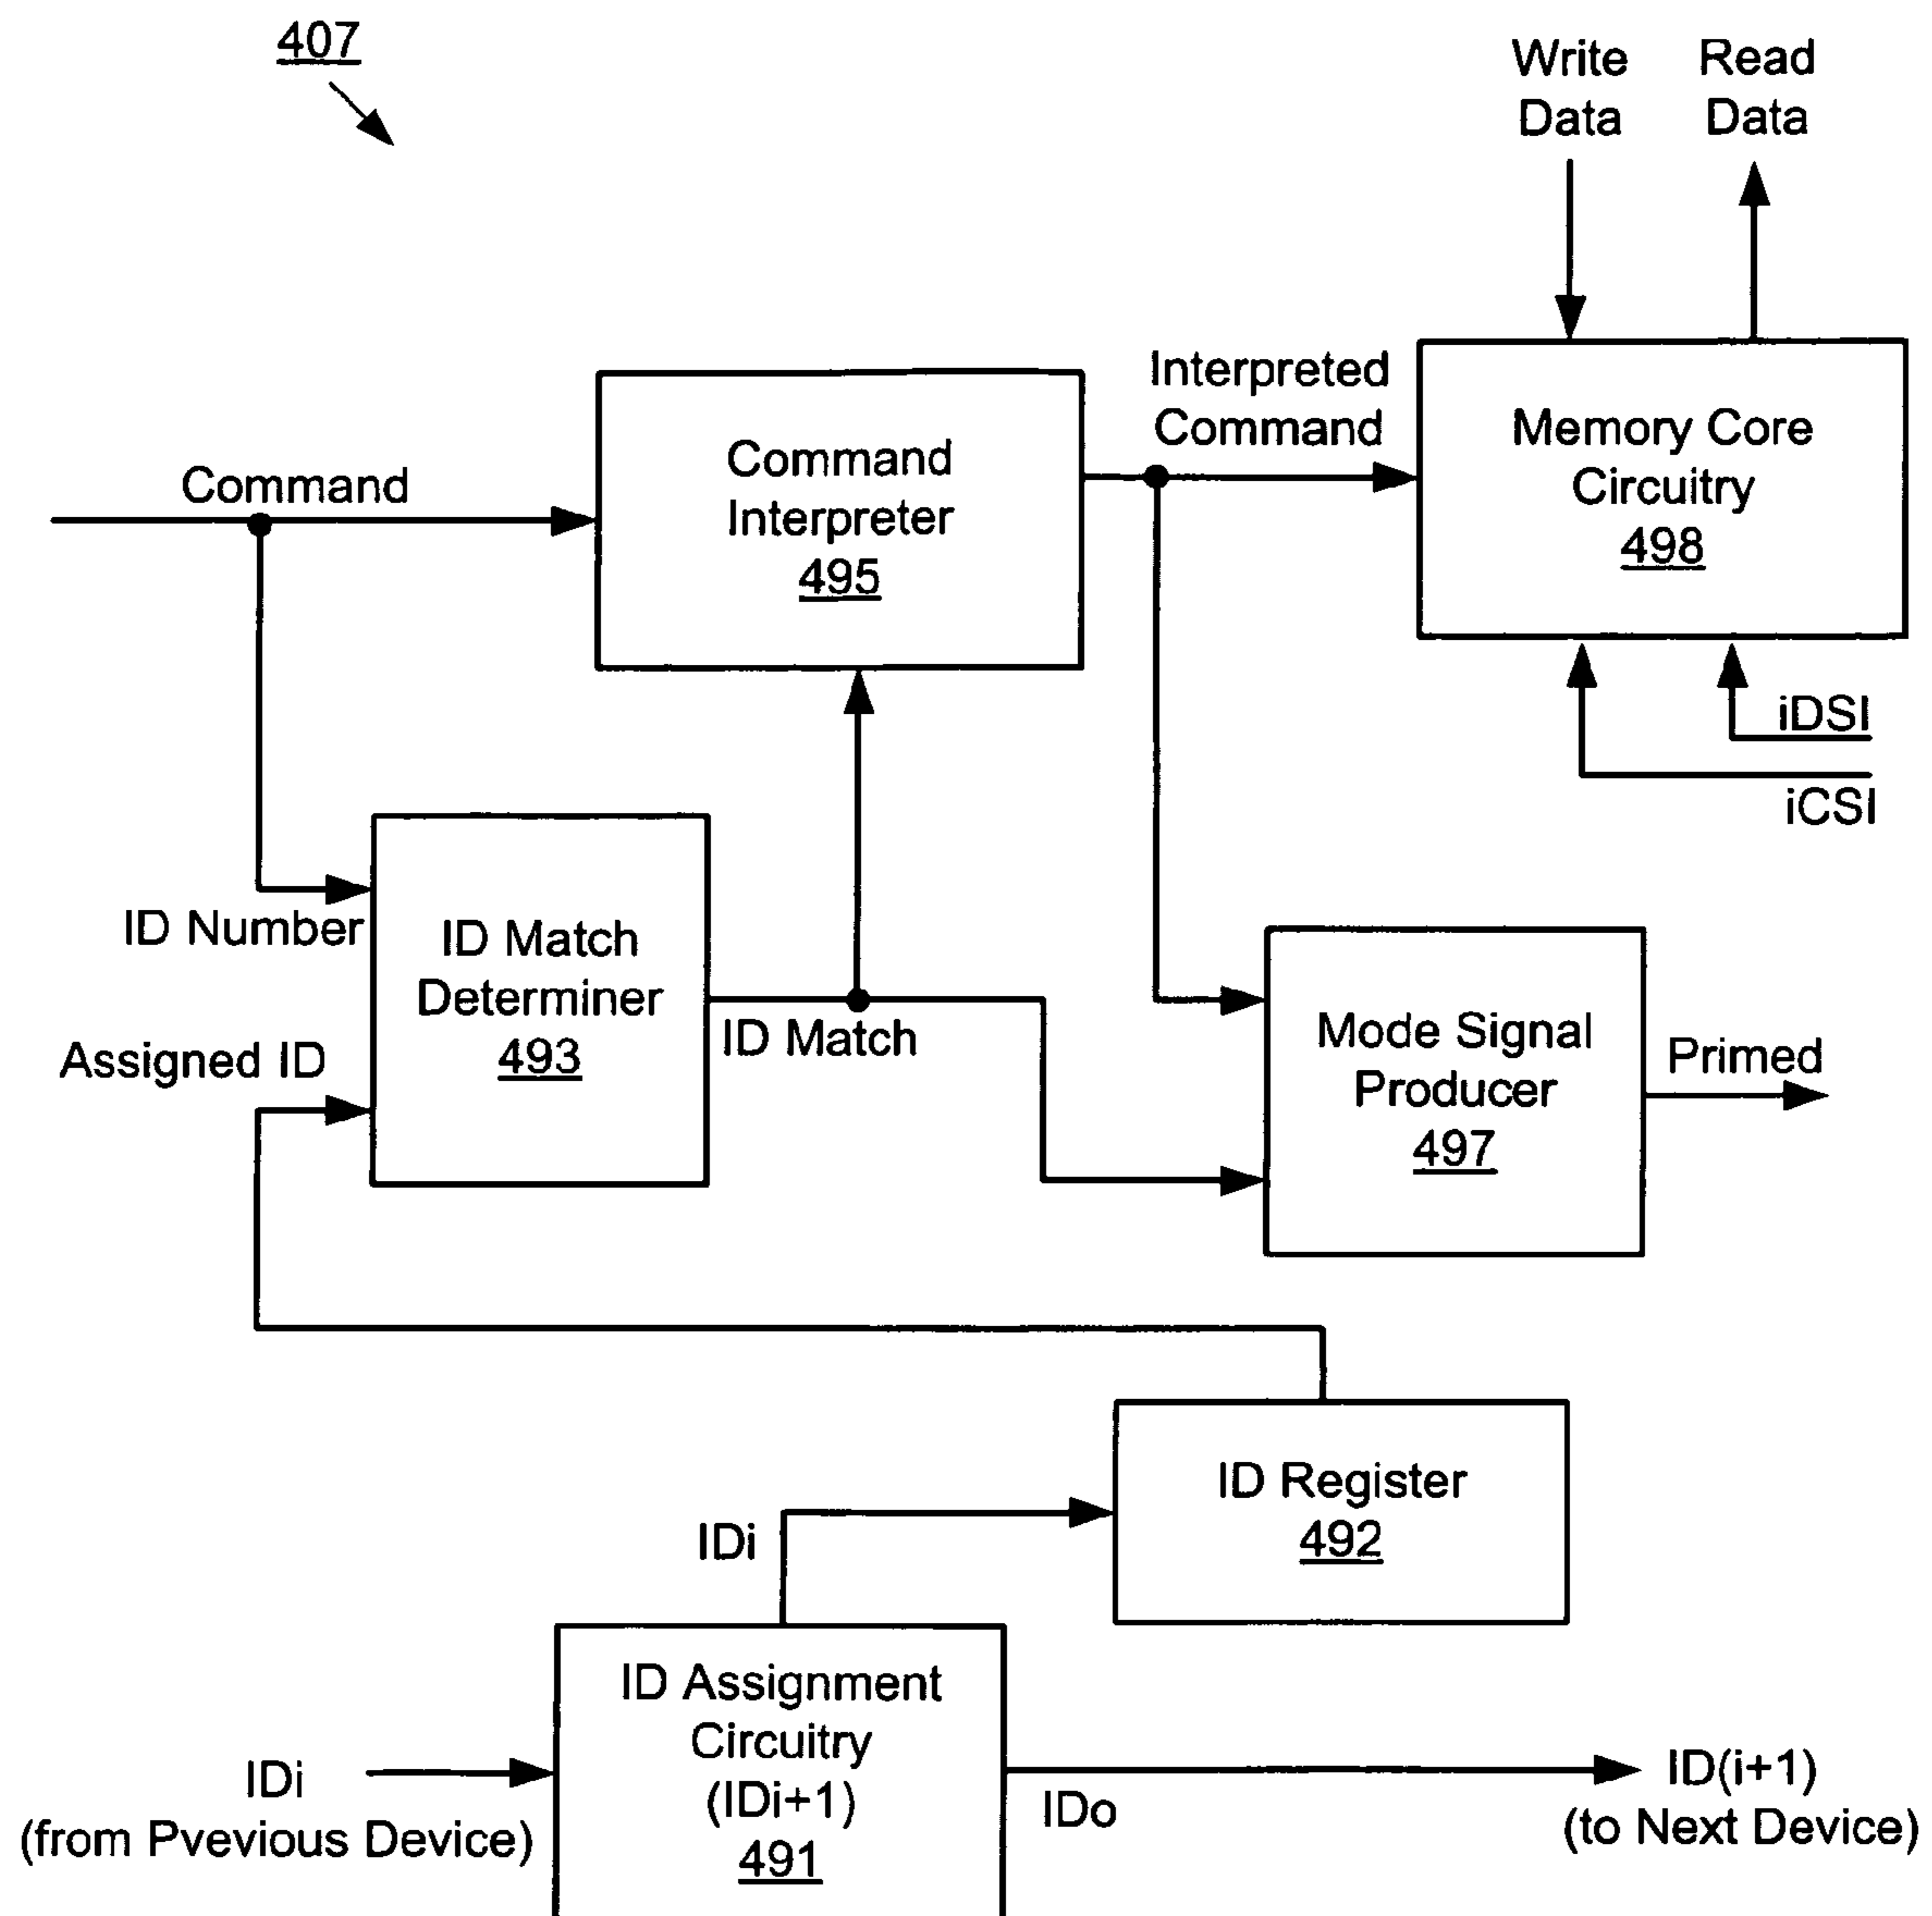 407
Write
Data
Read
Data
Interpreted
Command
Memory Core
Circuitry
498
Command
Interpreter
495
Command
iDSI
iCSI
ID Number
ID Match
Determiner
493
ID Match
Assigned ID
Mode Signal
Producer
497
Primed
ID Register
492
IDi
ID Assignment
Circuitry
(IDi+1)
491
IDi
(from Pvevious Device)
IDo
ID(i+1)
(to Next Device)